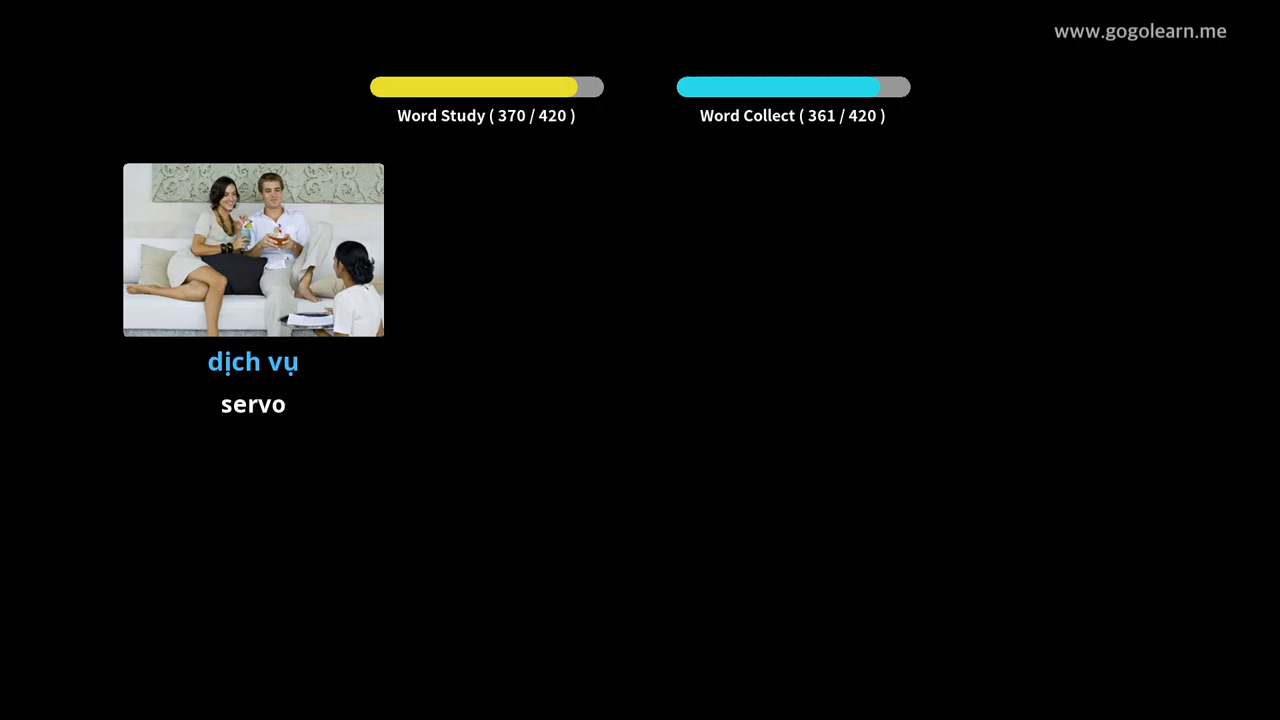 www.gogolearn.me
Word Study ( 370 / 420 )
Word Collect ( 361 / 420 )
dịch vụ
servo